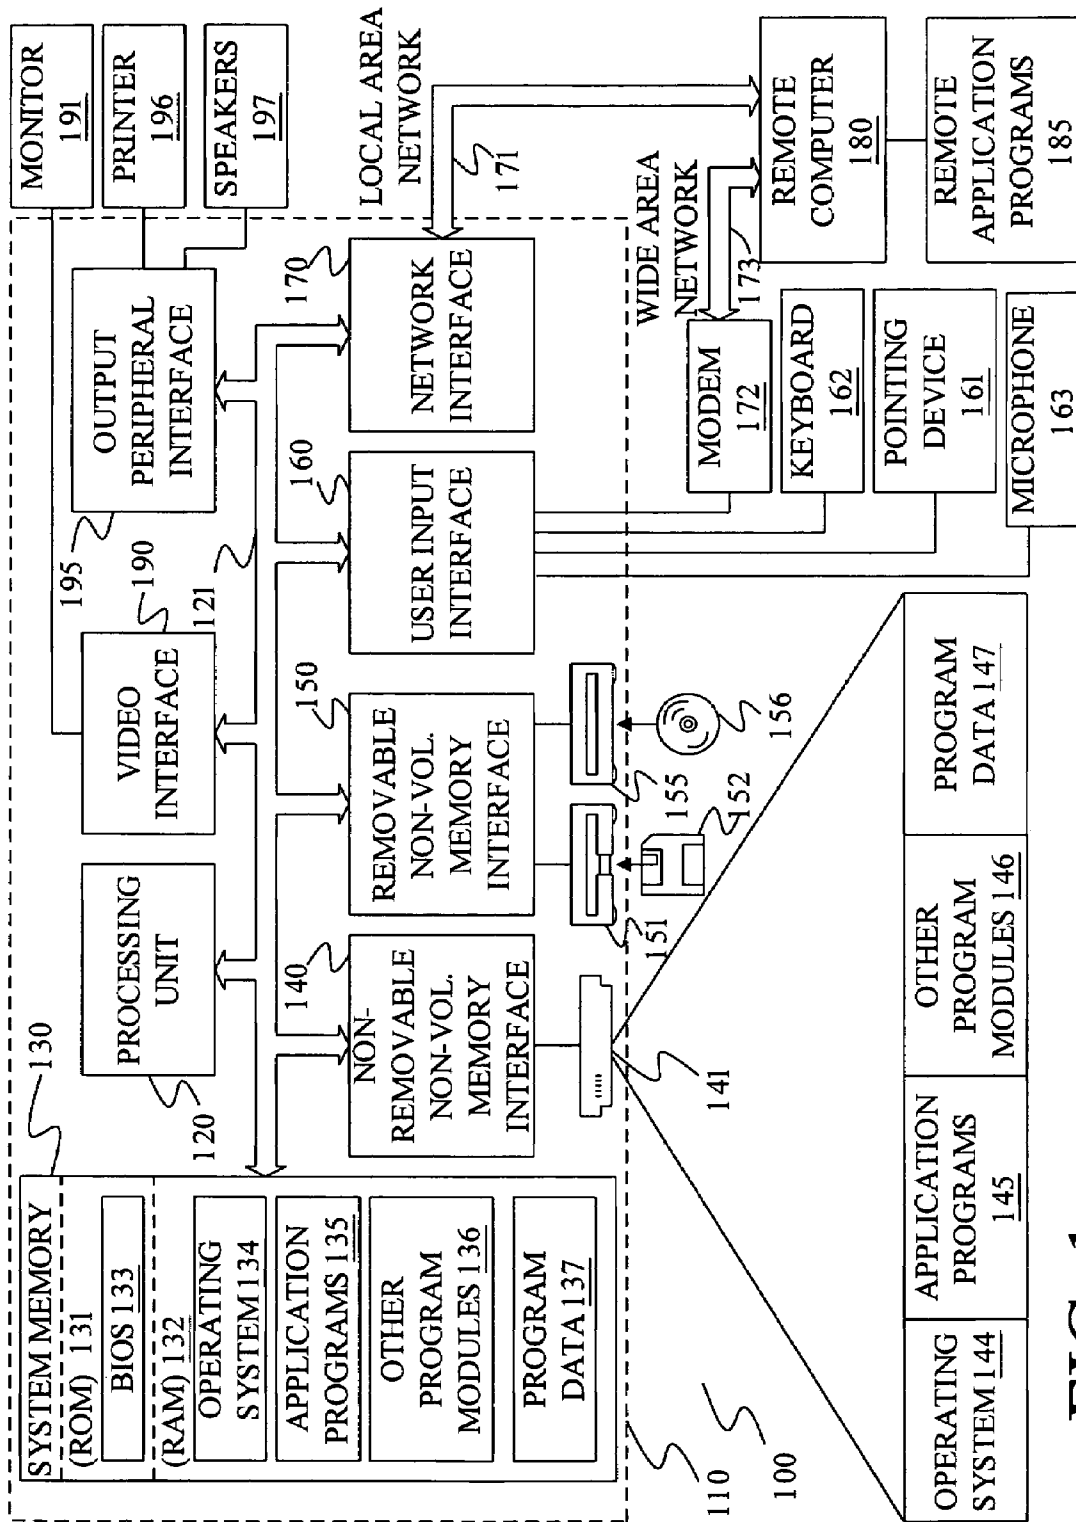 SYSTEM MEMORY
(ROM) 131
BIOS 133
(RAM) 132
OPERATING
SYSTEM 134
APPLICATION
PROGRAMS 135
OTHER
PROGRAM
MODULES 136
PROGRAM
DATA 137
130
PROCESSING
UNIT
120
VIDEO
INTERFACE
190
121
OUTPUT
PERIPHERAL
INTERFACE
195
MONITOR
191
PRINTER
196
SPEAKERS
197
NON-
REMOVABLE
NON-VOL.
MEMORY
INTERFACE
140
REMOVABLE
NON-VOL.
MEMORY
INTERFACE
150
USER INPUT
INTERFACE
160
NETWORK
INTERFACE
170
LOCAL AREA
NETWORK
171
WIDE AREA
NETWORK
173
141
151
152
155
156
MODEM
172
KEYBOARD
162
POINTING
DEVICE
161
MICROPHONE
163
REMOTE
COMPUTER
180
REMOTE
APPLICATION
PROGRAMS
185
110
100
OPERATING
SYSTEM 144
APPLICATION
PROGRAMS
145
OTHER
PROGRAM
MODULES 146
PROGRAM
DATA 147
FIG. 1